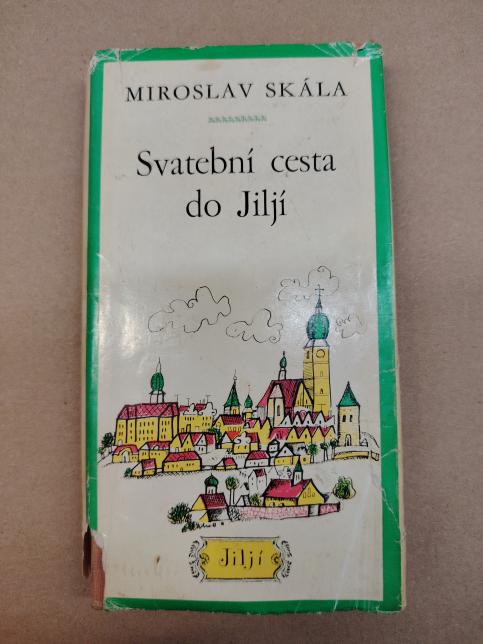 MIROSLAV SKÁLA
Svatební cesta
do Jiljí
Jiljí